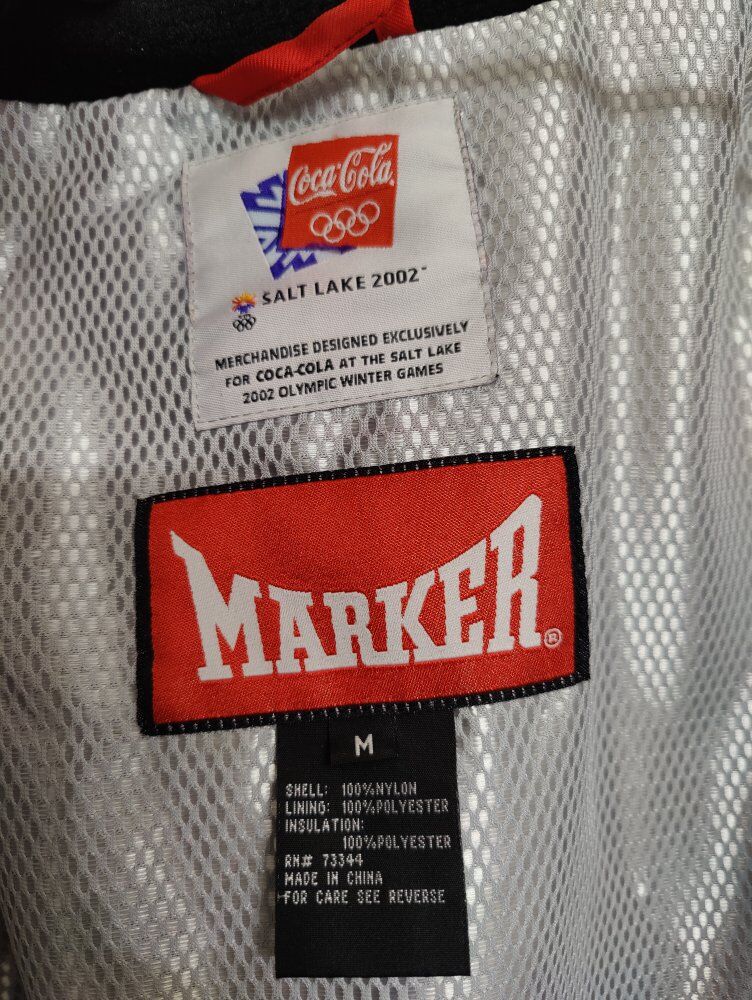 Coca-Cola
SALT LAKE 2002™
MERCHANDISE DESIGNED EXCLUSIVELY
FOR COCA-COLA AT THE SALT LAKE
2002 OLYMPIC WINTER GAMES
MARKER®
M
SHELL: 100%NYLON
LINING: 100%POLYESTER
INSULATION:
100%POLYESTER
RN# 73344
MADE IN CHINA
FOR CARE SEE REVERSE